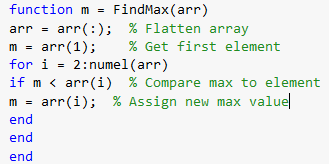 function m = FindMax(arr)
arr = arr(:);  % Flatten array
m = arr(1);    % Get first element
for i = 2:numel(arr)
if m < arr(i)  % Compare max to element
m = arr(i);  % Assign new max value
end
end
end